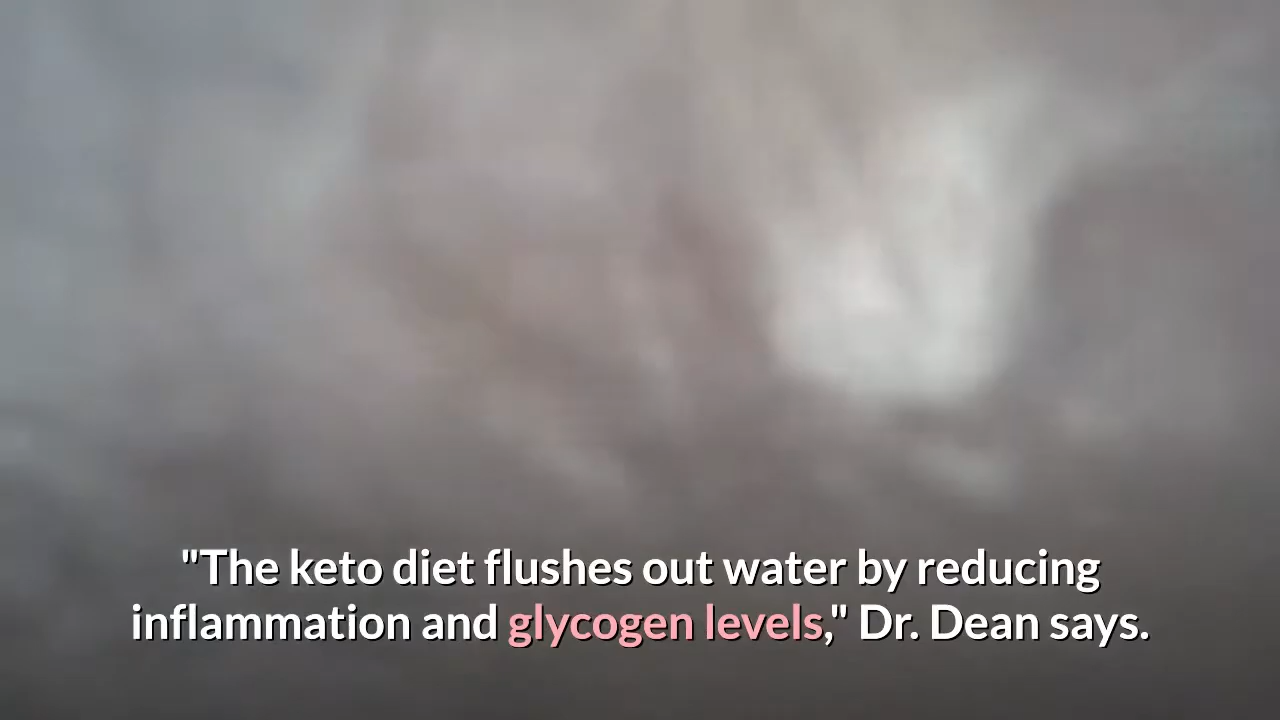 "The keto diet flushes out water by reducing
inflammation and glycogen levels," Dr. Dean says.